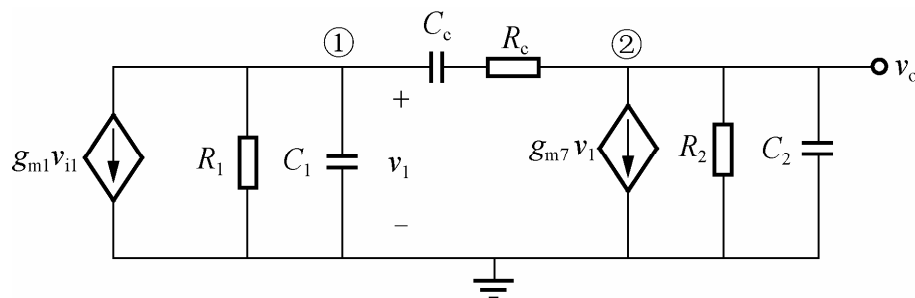 ①
C_c
R_c
②
v_o
+
g_m1 v_i1
R_1
C_1
v_1
g_m7 v_1
R_2
C_2
−